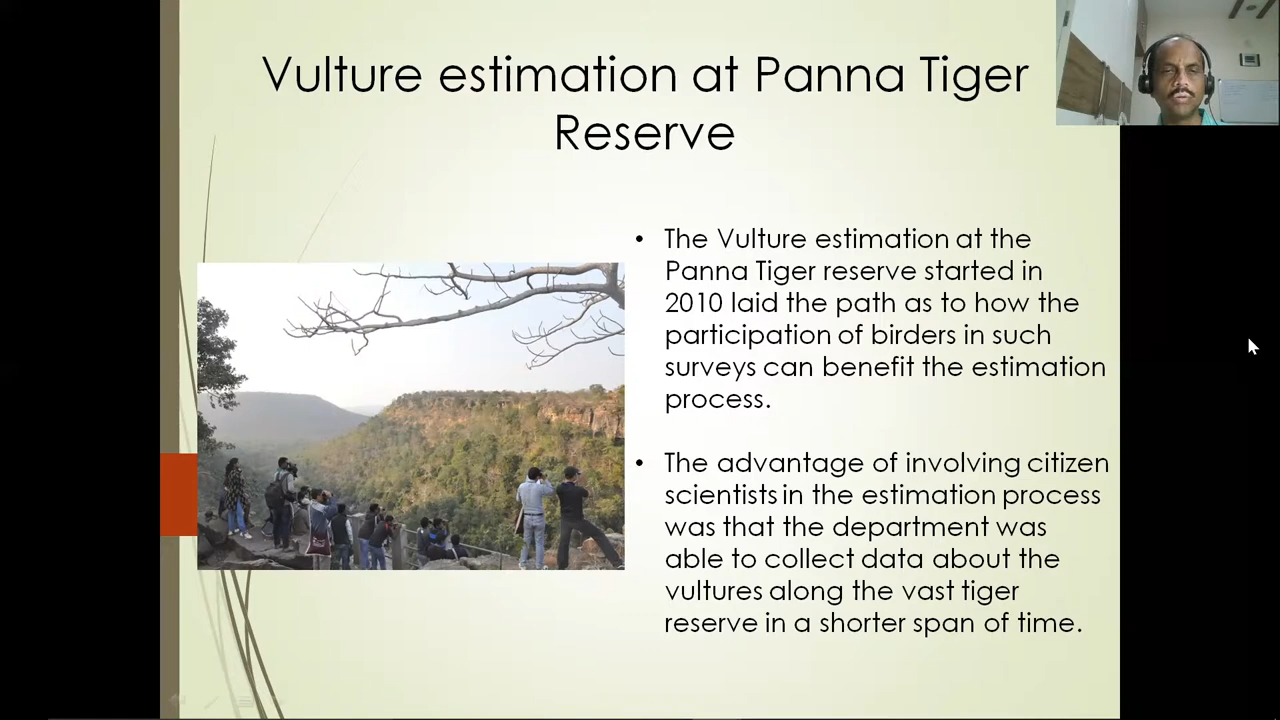 Vulture estimation at Panna Tiger
Reserve
• The Vulture estimation at the
Panna Tiger reserve started in
2010 laid the path as to how the
participation of birders in such
surveys can benefit the estimation
process.
• The advantage of involving citizen
scientists in the estimation process
was that the department was
able to collect data about the
vultures along the vast tiger
reserve in a shorter span of time.